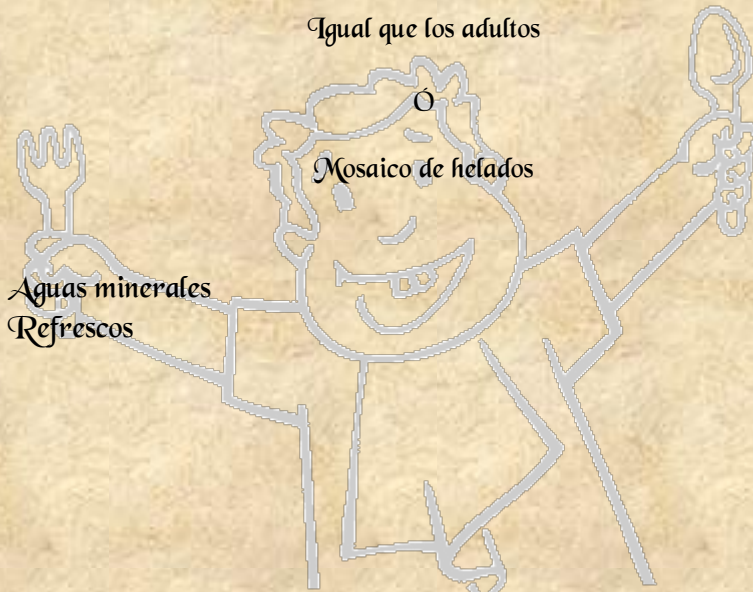 Igual que los adultos
Ó
Mosaico de helados
Aguas minerales
Refrescos